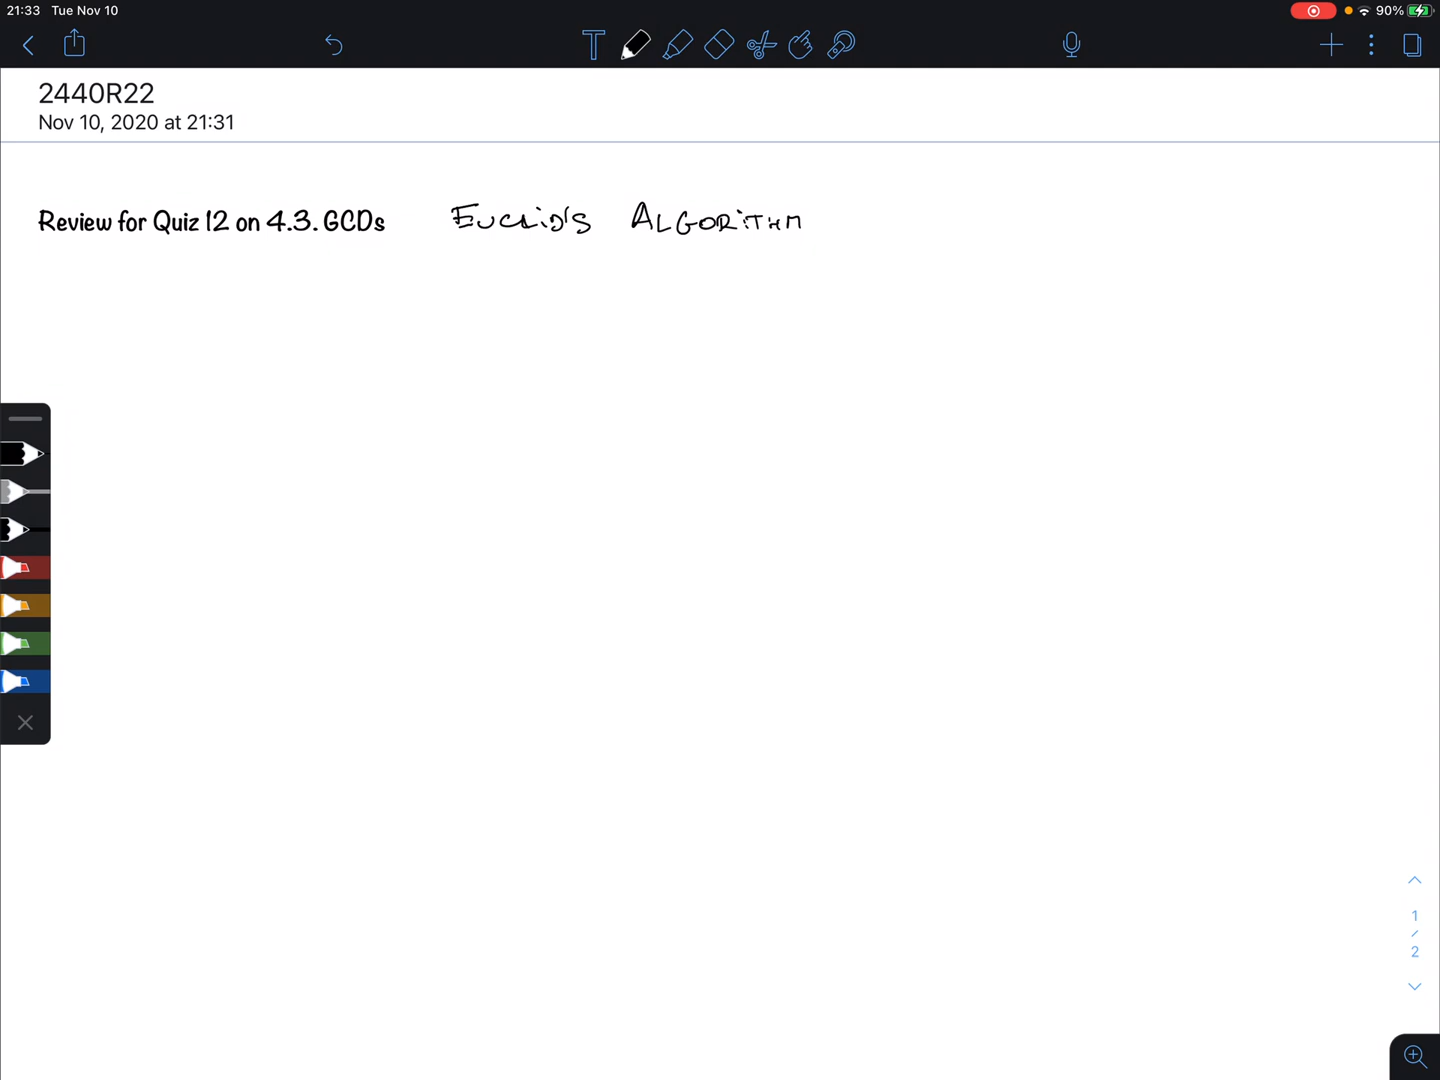 21:33 Tue Nov 10 90%
T
2440R22
Nov 10, 2020 at 21:31
Review for Quiz 12 on 4.3. GCDs EUCLID'S ALGORITHM
1
/
2